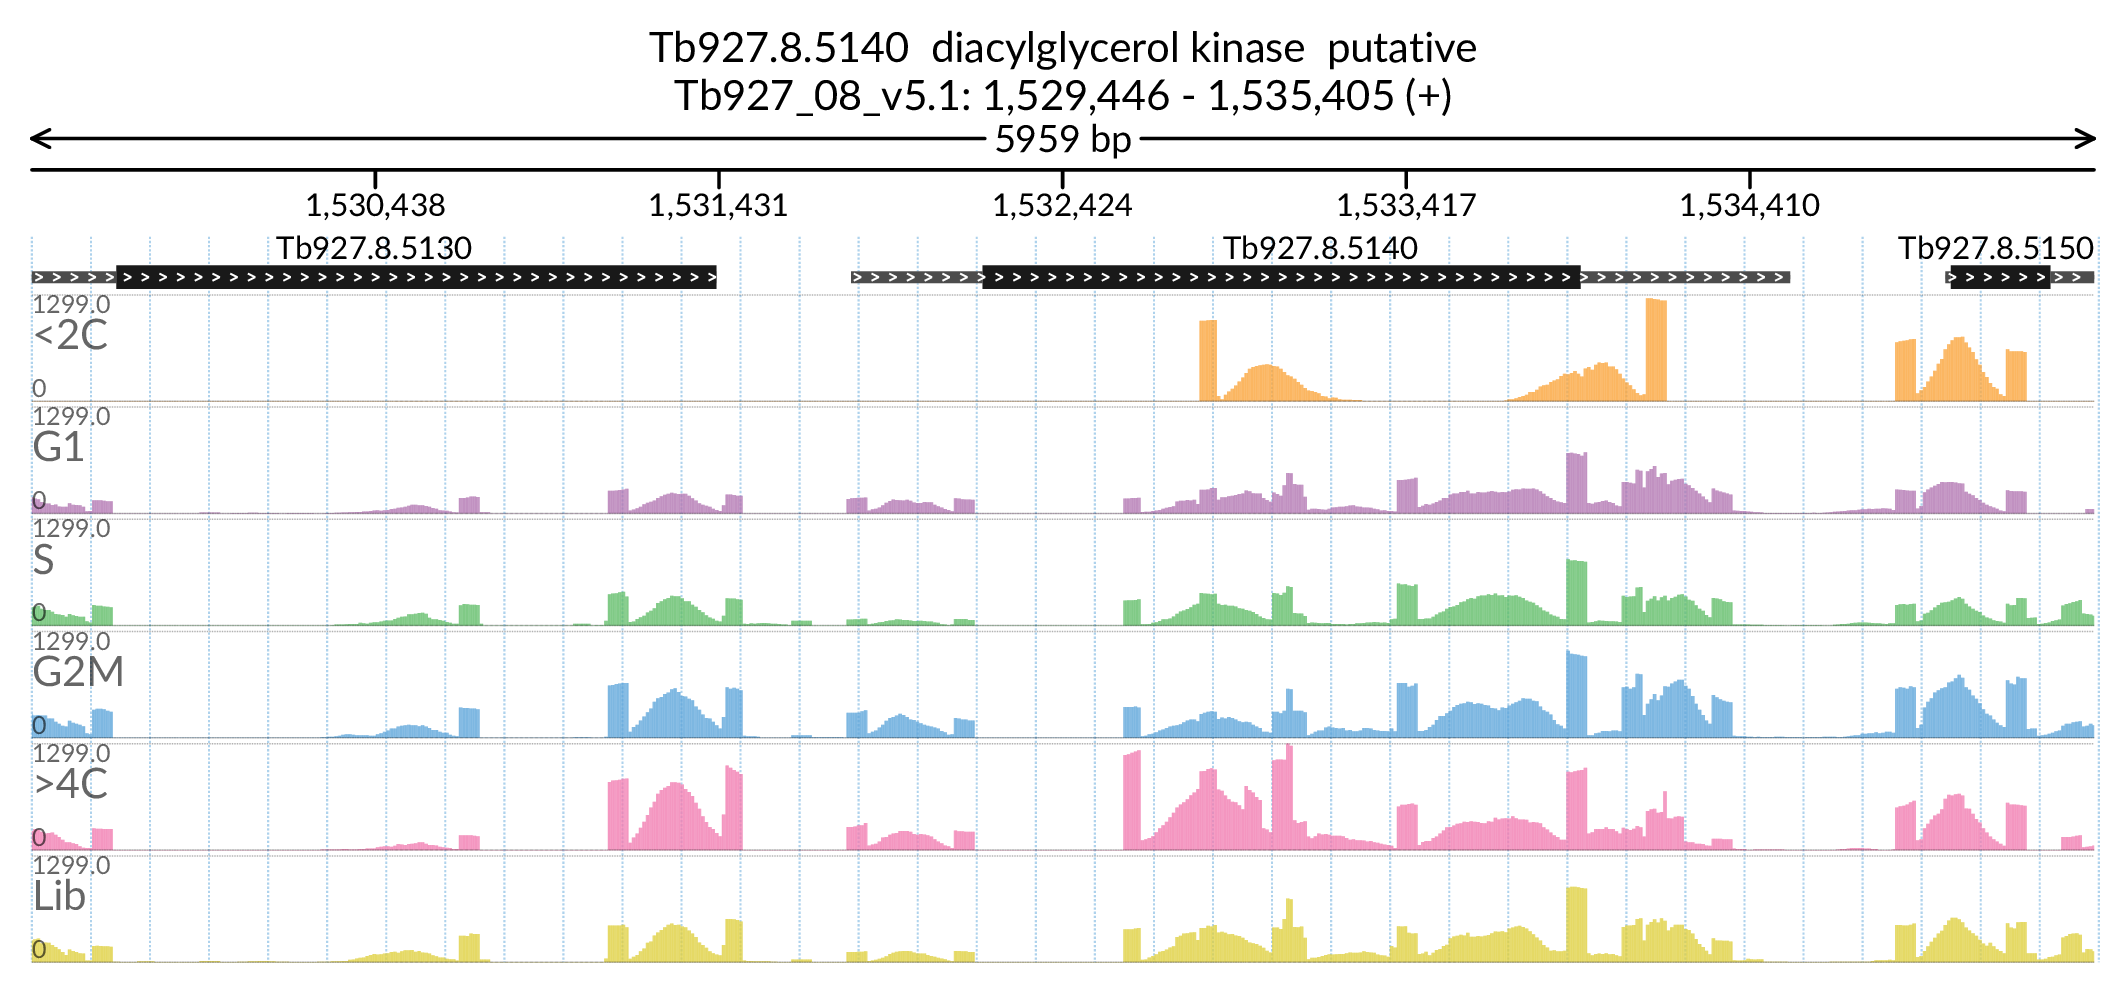 Tb927.8.5140 diacylglycerol kinase putative
Tb927_08_v5.1: 1,529,446 - 1,535,405 (+)
5959 bp
1,530,438 1,531,431 1,532,424 1,533,417 1,534,410
Tb927.8.5130 Tb927.8.5140 Tb927.8.5150
1299.0
<2C
0
1299.0
G1
0
1299.0
S
0
1299.0
G2M
0
1299.0
>4C
0
1299.0
Lib
0